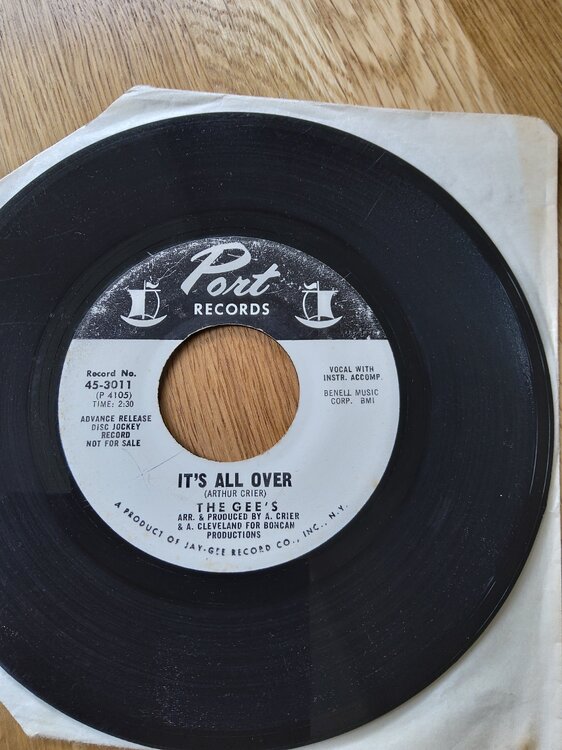 Port
RECORDS
Record No.
45-3011
(P 4105)
TIME: 2:30
ADVANCE RELEASE
DISC JOCKEY
RECORD
NOT FOR SALE
VOCAL WITH
INSTR. ACCOMP.
BENELL MUSIC
CORP. BMI
IT'S ALL OVER
(ARTHUR CRIER)
THE GEE'S
ARR. & PRODUCED BY A. CRIER
& A. CLEVELAND FOR BONCAN
PRODUCTIONS
A PRODUCT OF JAY-GEE RECORD CO., INC., N.Y.